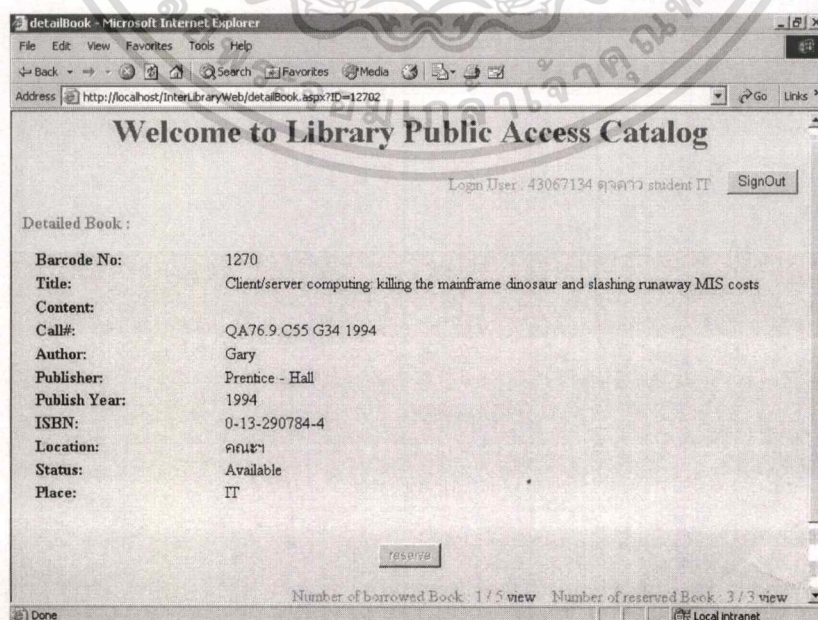 detailBook - Microsoft Internet Explorer
File Edit View Favorites Tools Help
Back Search Favorites Media
Address http://localhost/InterLibraryWeb/detailBook.aspx?ID=12702 Go Links
Welcome to Library Public Access Catalog
Login User : 43067134 ดุจดาว student IT SignOut
Detailed Book :
Barcode No: 1270
Title: Client/server computing: killing the mainframe dinosaur and slashing runaway MIS costs
Content:
Call#: QA76.9.C55 G34 1994
Author: Gary
Publisher: Prentice - Hall
Publish Year: 1994
ISBN: 0-13-290784-4
Location: คณะฯ
Status: Available
Place: IT
reserve
Number of borrowed Book : 1 / 5 view Number of reserved Book : 3 / 3 view
Done Local intranet